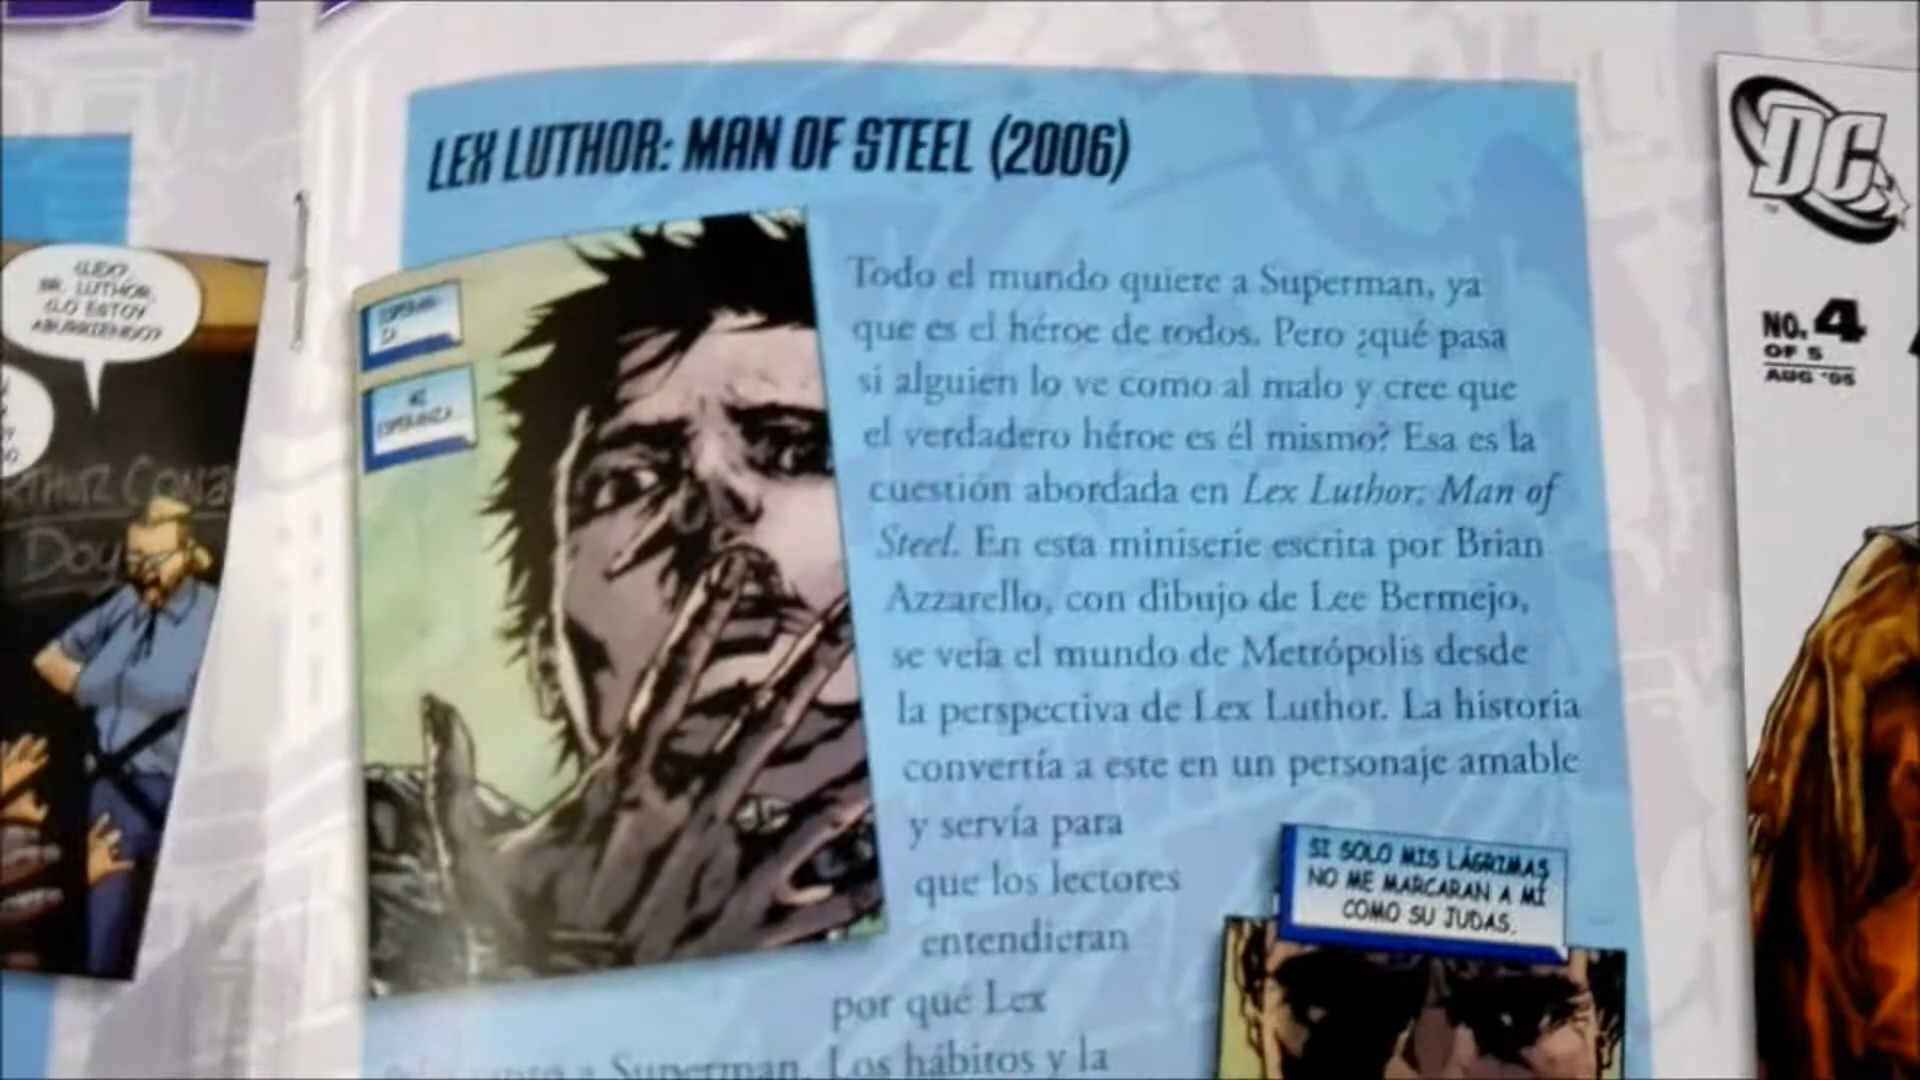 ¿LEX?
SR. LUTHOR,
¿LO ESTOY
ABURRIENDO?
DOY
LEX LUTHOR: MAN OF STEEL (2006)
MI
ESPERANZA
Todo el mundo quiere a Superman, ya
que es el héroe de todos. Pero ¿qué pasa
si alguien lo ve como al malo y cree que
el verdadero héroe es él mismo? Esa es la
cuestión abordada en Lex Luthor: Man of
Steel. En esta miniserie escrita por Brian
Azzarello, con dibujo de Lee Bermejo,
se veía el mundo de Metrópolis desde
la perspectiva de Lex Luthor. La historia
convertía a este en un personaje amable
y servía para
que los lectores
entendieran
por qué Lex
a Superman. Los hábitos y la
SI SOLO MIS LÁGRIMAS
NO ME MARCARAN A MÍ
COMO SU JUDAS.
DC
NO. 4
OF 5
AUG '05